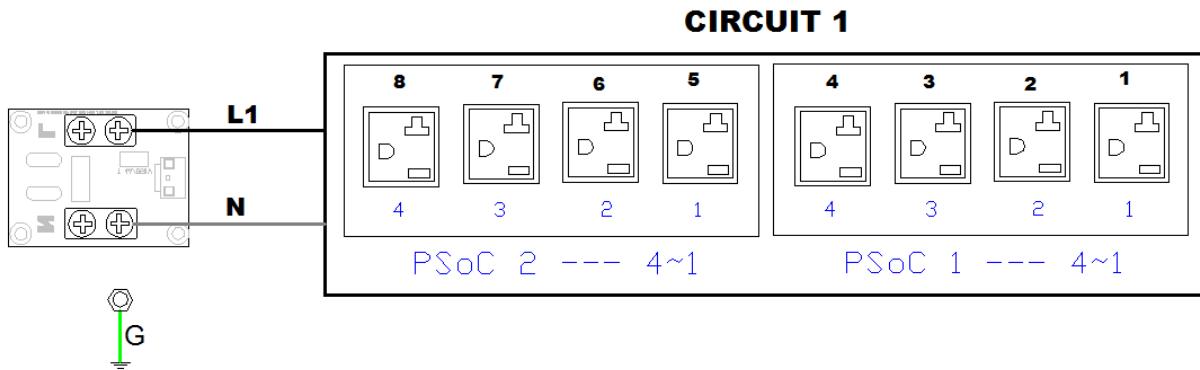 CIRCUIT 1
8 7 6 5 4 3 2 1
L1
N
4 3 2 1 4 3 2 1
PSoC 2 --- 4~1 PSoC 1 --- 4~1
G